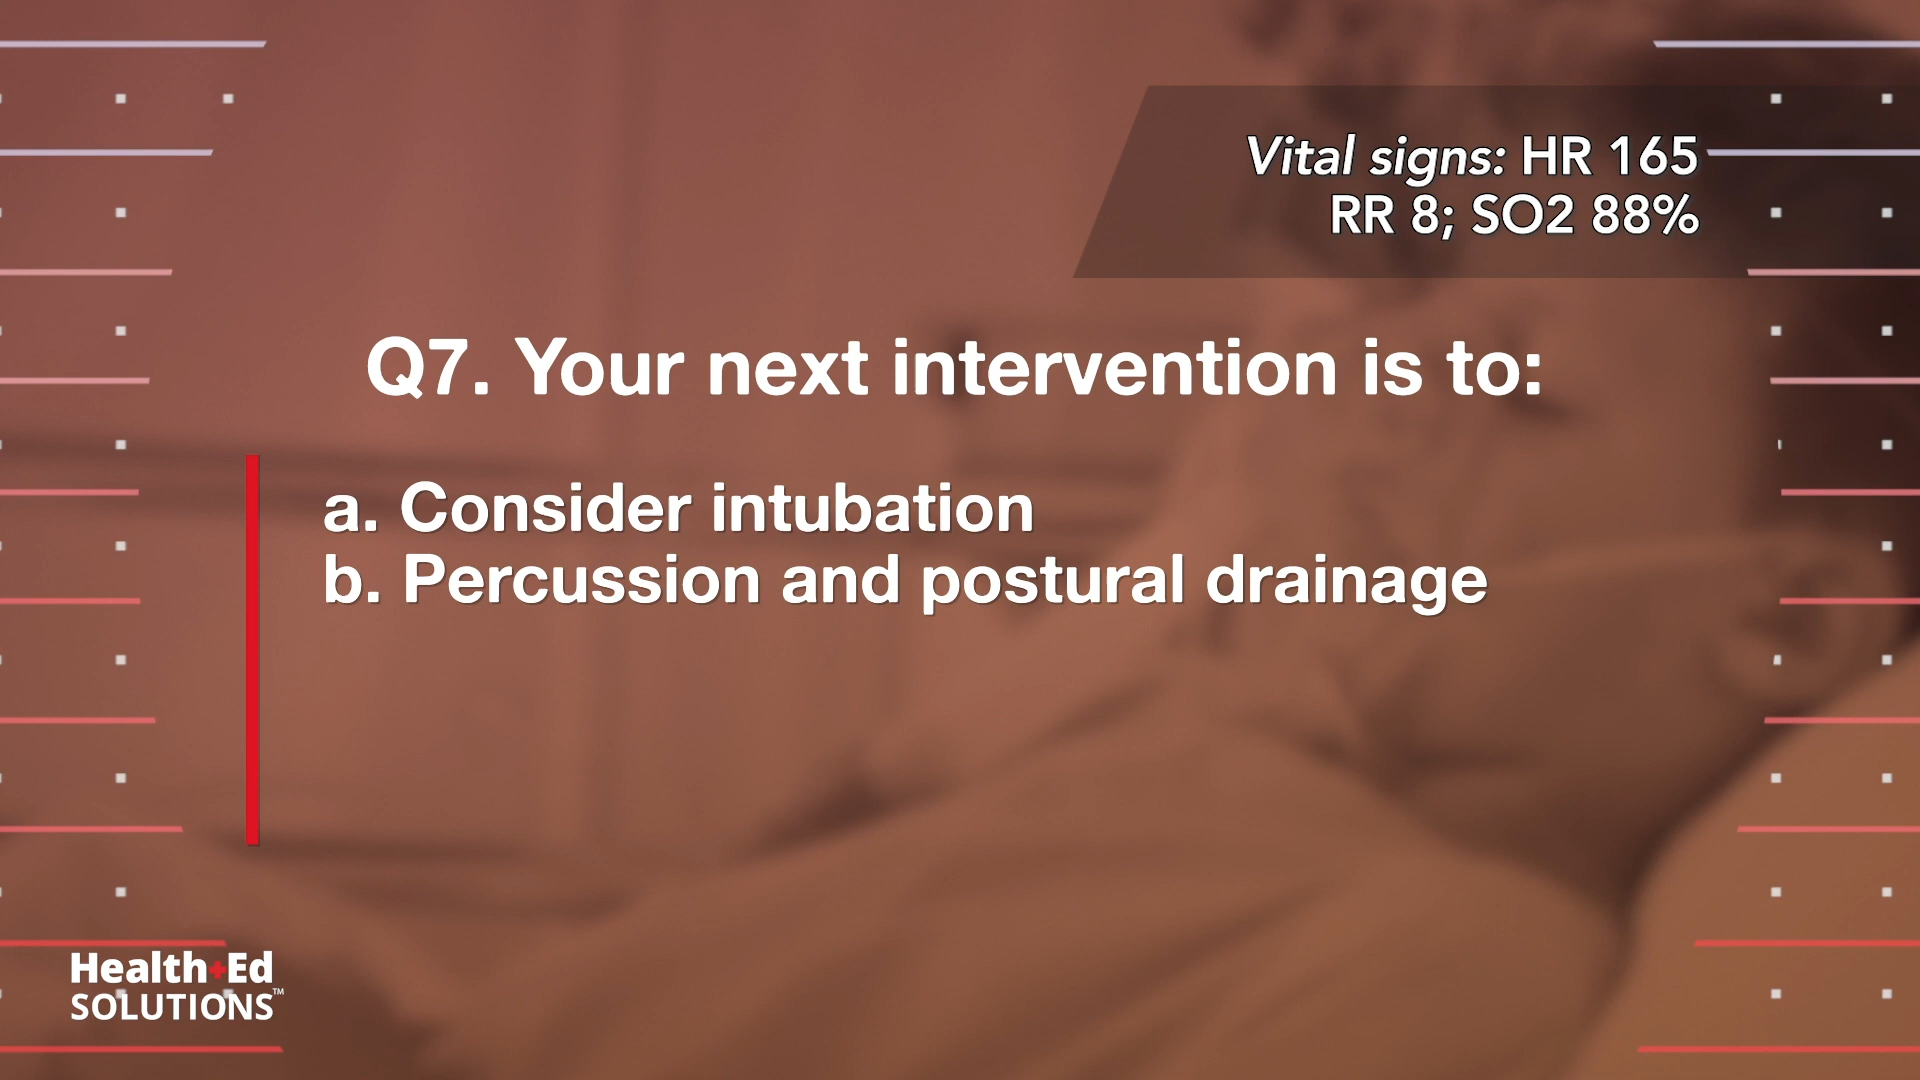 Vital signs: HR 165
RR 8; SO2 88%
Q7. Your next intervention is to:
a. Consider intubation
b. Percussion and postural drainage
Health+Ed
SOLUTIONS™